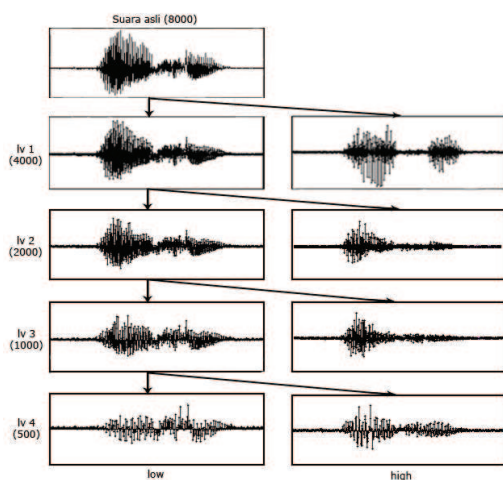 Suara asli (8000)
lv 1
(4000)
lv 2
(2000)
lv 3
(1000)
lv 4
(500)
low
high